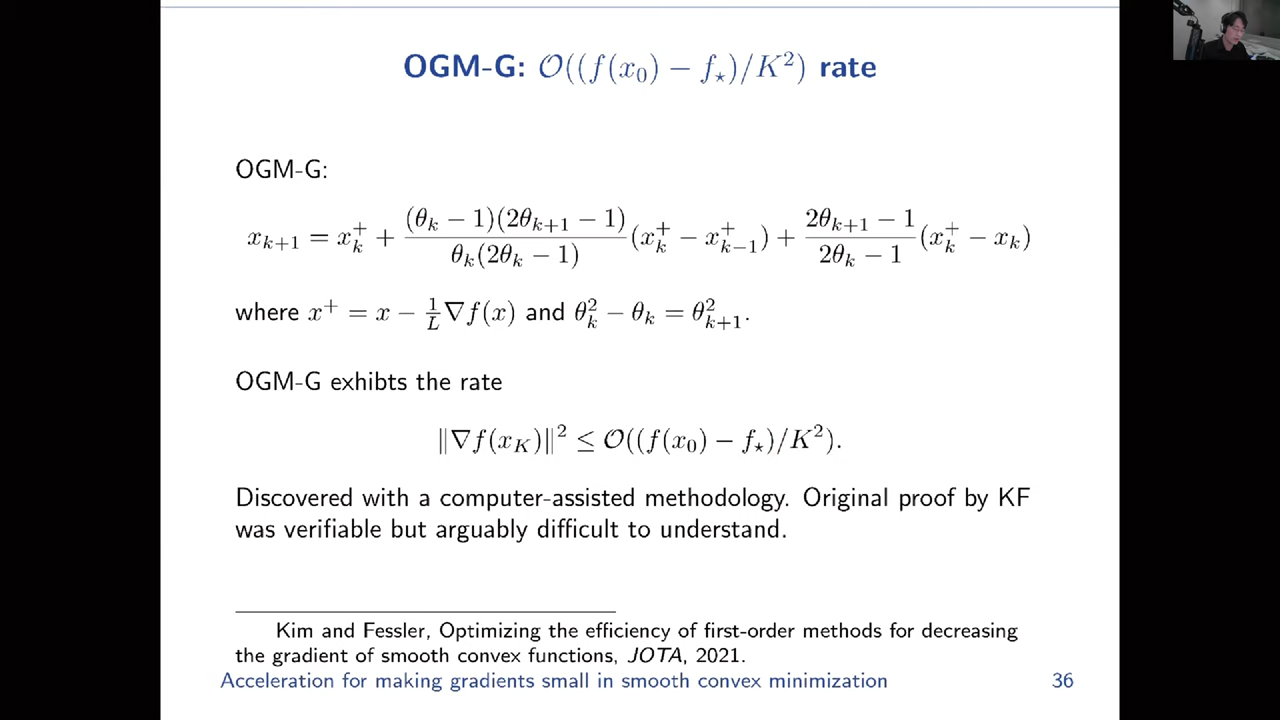 OGM-G: 𝒪((f(x₀) − f⋆)/K²) rate
OGM-G:
x_{k+1} = x_k^+ + \frac{(θ_k − 1)(2θ_{k+1} − 1)}{θ_k(2θ_k − 1)}(x_k^+ − x_{k−1}^+) + \frac{2θ_{k+1} − 1}{2θ_k − 1}(x_k^+ − x_k)
where x^+ = x − \frac{1}{L}∇f(x) and θ_k^2 − θ_k = θ_{k+1}^2.
OGM-G exhibts the rate
‖∇f(x_K)‖² ≤ 𝒪((f(x₀) − f⋆)/K²).
Discovered with a computer-assisted methodology. Original proof by KF
was verifiable but arguably difficult to understand.
Kim and Fessler, Optimizing the efficiency of first-order methods for decreasing
the gradient of smooth convex functions, JOTA, 2021.
Acceleration for making gradients small in smooth convex minimization 36